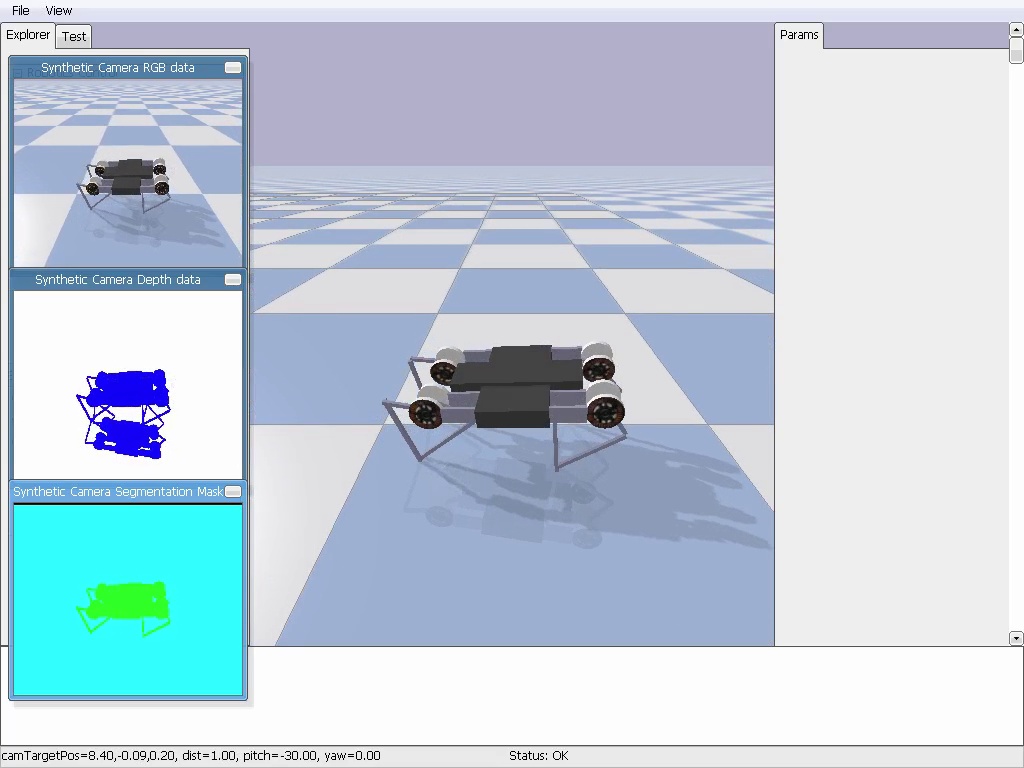 File View
Explorer Test
Params
Synthetic Camera RGB data
Synthetic Camera Depth data
Synthetic Camera Segmentation Mask
camTargetPos=8.40,-0.09,0.20, dist=1.00, pitch=-30.00, yaw=0.00 Status: OK